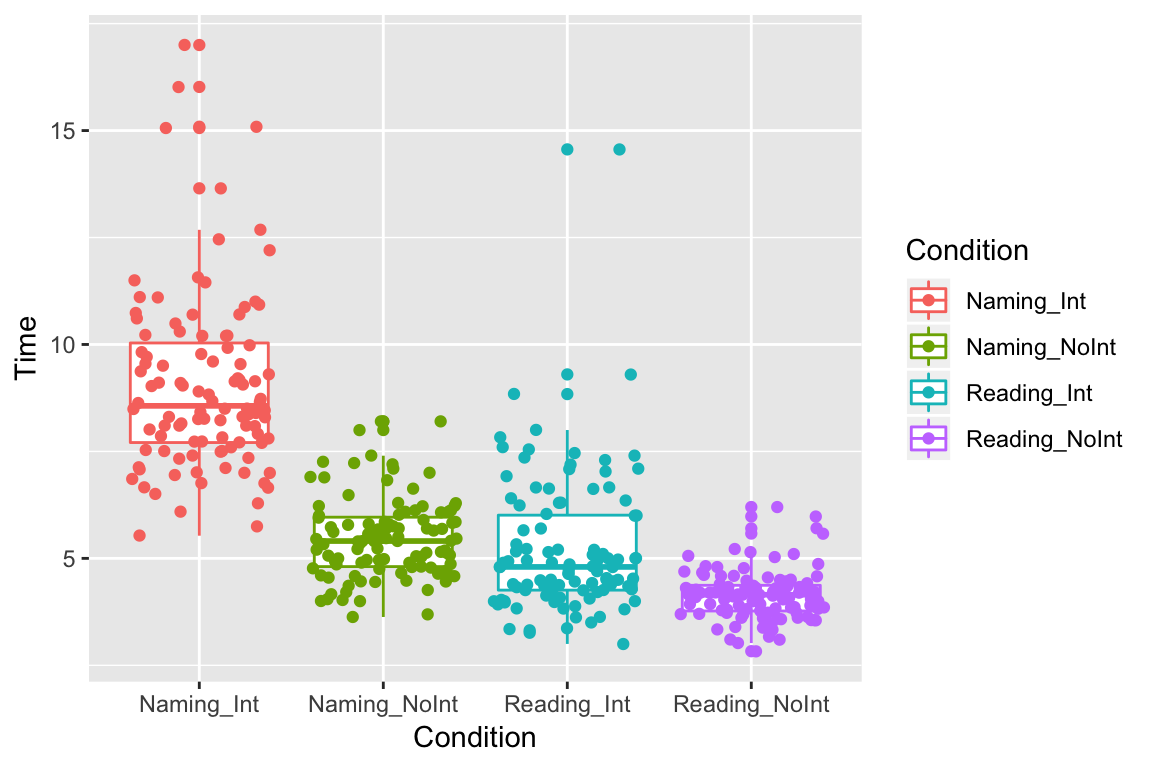 Time
15
10
5
Naming_Int
Naming_NoInt
Reading_Int
Reading_NoInt
Condition
Condition
Naming_Int
Naming_NoInt
Reading_Int
Reading_NoInt